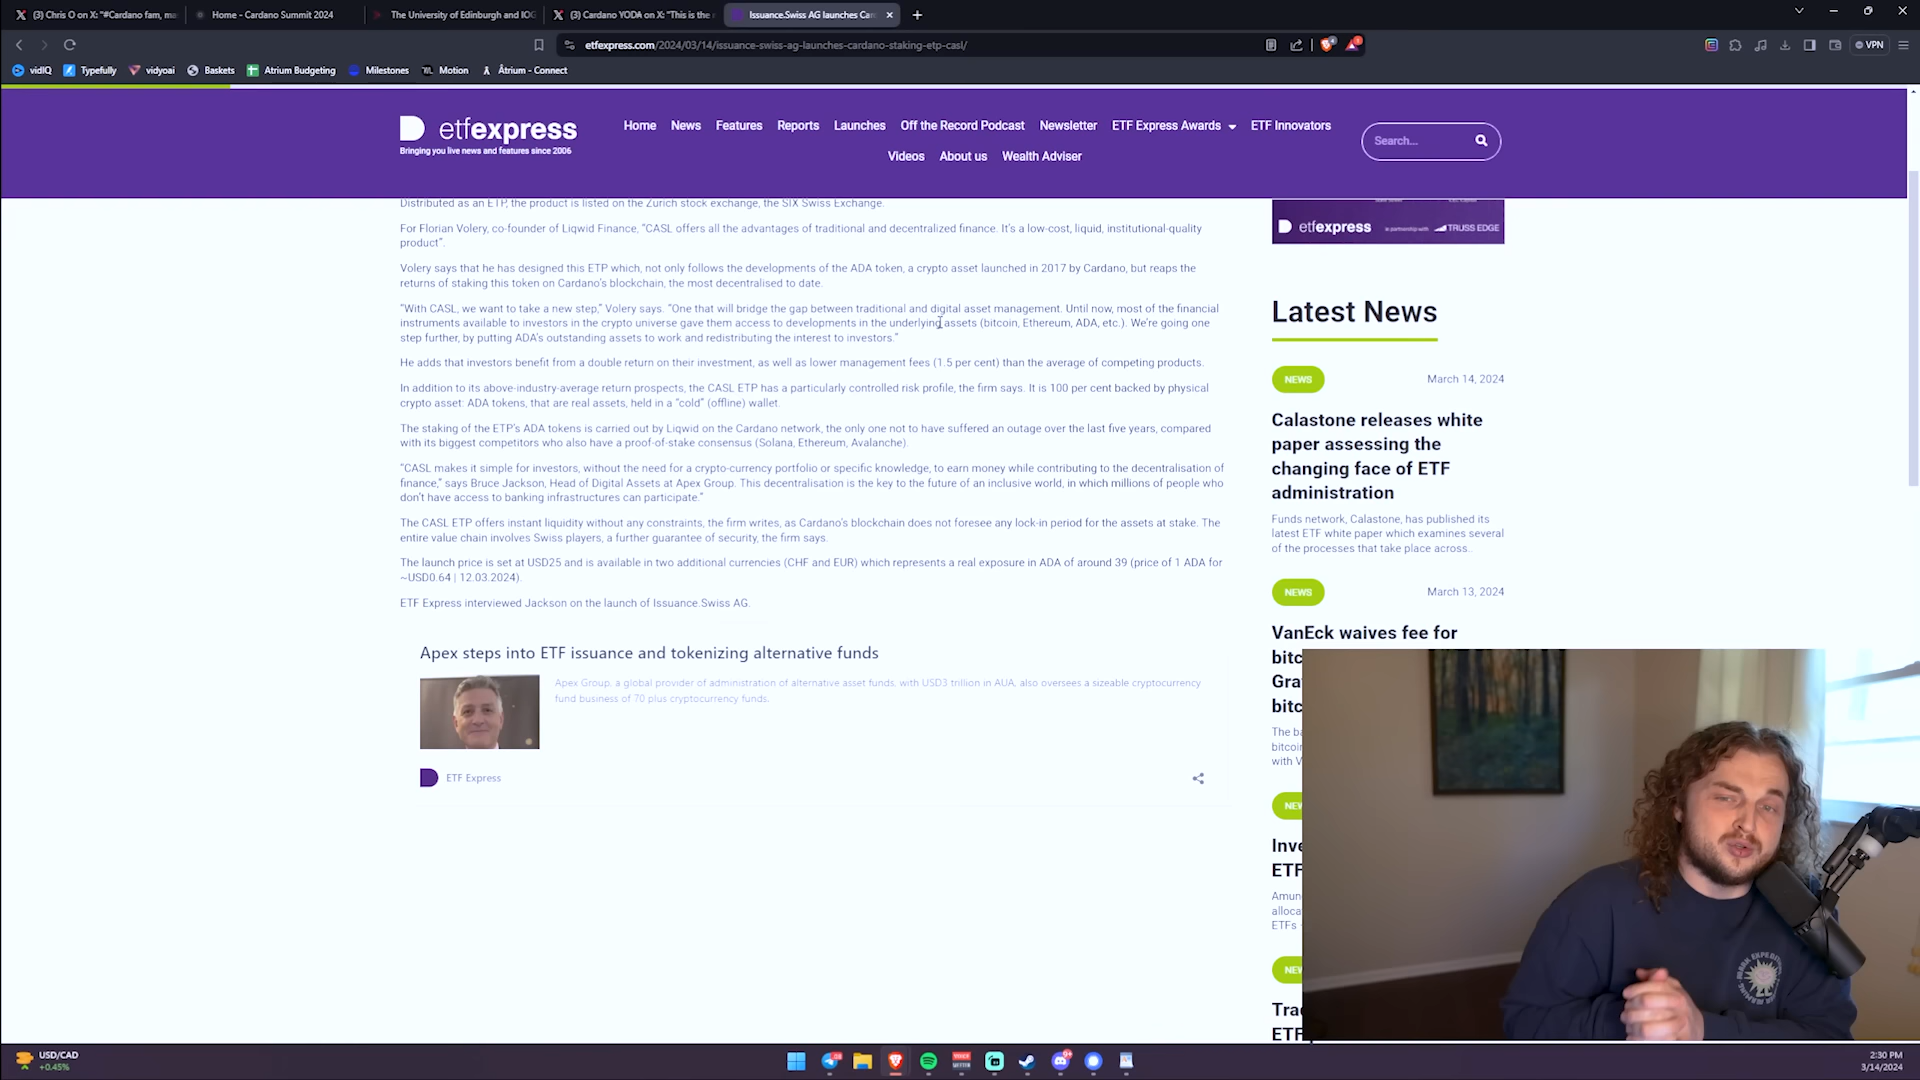 (3) Chris O on X: "#Cardano fam, ma
Home - Cardano Summit 2024
The University of Edinburgh and IOG
(3) Cardano YODA on X: "This is the
Issuance.Swiss AG launches Car
etfexpress.com/2024/03/14/issuance-swiss-ag-launches-cardano-staking-etp-casl/
VPN
vidIQ Typefully vidyoai Baskets Atrium Budgeting Milestones Motion Âtrium - Connect
etfexpress
Bringing you live news and features since 2006
Home News Features Reports Launches Off the Record Podcast Newsletter ETF Express Awards ETF Innovators
Videos About us Wealth Adviser
Search...
Distributed as an ETP, the product is listed on the Zurich stock exchange, the SIX Swiss Exchange.
For Florian Volery, co-founder of Liqwid Finance, "CASL offers all the advantages of traditional and decentralized finance. It's a low-cost, liquid, institutional-quality
product".
Volery says that he has designed this ETP which, not only follows the developments of the ADA token, a crypto asset launched in 2017 by Cardano, but reaps the
returns of staking this token on Cardano's blockchain, the most decentralised to date.
"With CASL, we want to take a new step," Volery says. "One that will bridge the gap between traditional and digital asset management. Until now, most of the financial
instruments available to investors in the crypto universe gave them access to developments in the underlying assets (bitcoin, Ethereum, ADA, etc.). We're going one
step further, by putting ADA's outstanding assets to work and redistributing the interest to investors."
He adds that investors benefit from a double return on their investment, as well as lower management fees (1.5 per cent) than the average of competing products.
In addition to its above-industry-average return prospects, the CASL ETP has a particularly controlled risk profile, the firm says. It is 100 per cent backed by physical
crypto asset: ADA tokens, that are real assets, held in a "cold" (offline) wallet.
The staking of the ETP's ADA tokens is carried out by Liqwid on the Cardano network, the only one not to have suffered an outage over the last five years, compared
with its biggest competitors who also have a proof-of-stake consensus (Solana, Ethereum, Avalanche).
"CASL makes it simple for investors, without the need for a crypto-currency portfolio or specific knowledge, to earn money while contributing to the decentralisation of
finance," says Bruce Jackson, Head of Digital Assets at Apex Group. This decentralisation is the key to the future of an inclusive world, in which millions of people who
don't have access to banking infrastructures can participate."
The CASL ETP offers instant liquidity without any constraints, the firm writes, as Cardano's blockchain does not foresee any lock-in period for the assets at stake. The
entire value chain involves Swiss players, a further guarantee of security, the firm says.
The launch price is set at USD25 and is available in two additional currencies (CHF and EUR) which represents a real exposure in ADA of around 39 (price of 1 ADA for
~USD0.64 | 12.03.2024).
ETF Express interviewed Jackson on the launch of Issuance.Swiss AG.
Apex steps into ETF issuance and tokenizing alternative funds
Apex Group, a global provider of administration of alternative asset funds, with USD3 trillion in AUA, also oversees a sizeable cryptocurrency
fund business of 70 plus cryptocurrency funds.
ETF Express
etfexpress in partnership with TRUSS EDGE
Latest News
NEWS March 14, 2024
Calastone releases white
paper assessing the
changing face of ETF
administration
Funds network, Calastone, has published its
latest ETF white paper which examines several
of the processes that take place across..
NEWS March 13, 2024
VanEck waives fee for
bitc
Gra
bitc
The ba
bitcoi
with V
NEW
Inve
ETF
Amun
alloca
ETFs
NEW
Trac
ETF
USD/CAD
+0.45%
2:30 PM
3/14/2024